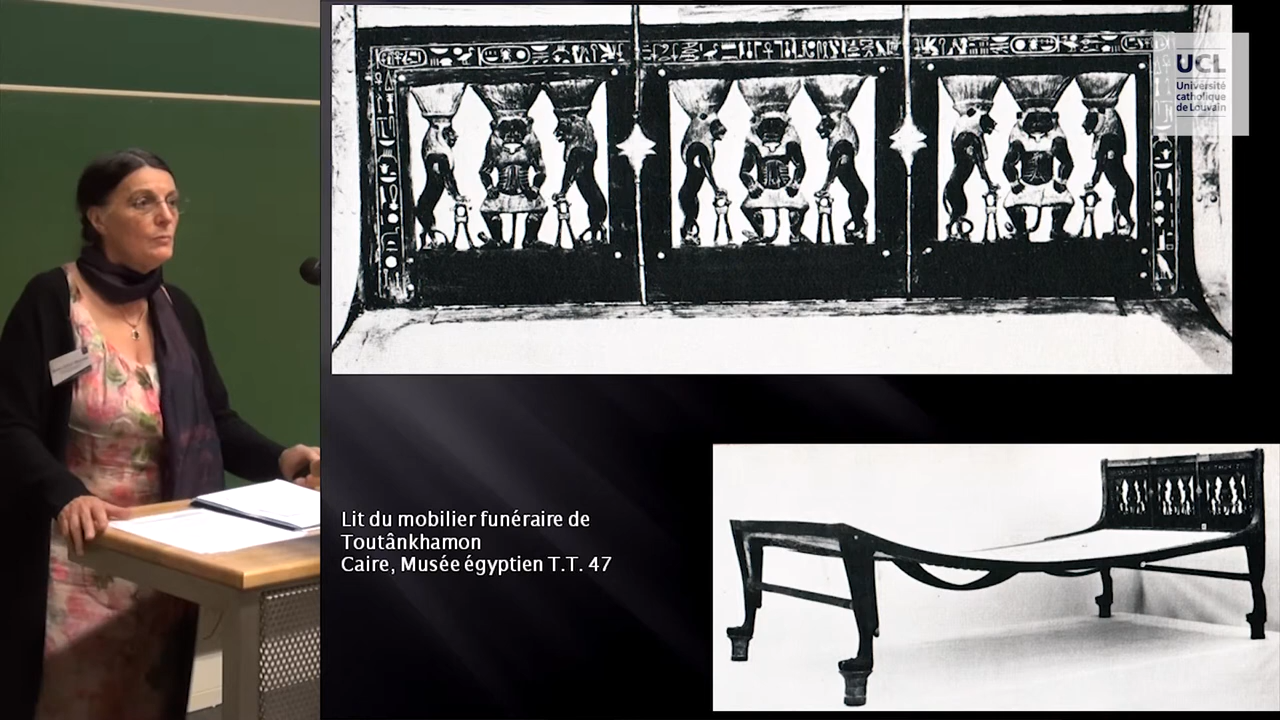 UCL
Université
catholique
de Louvain
Lit du mobilier funéraire de
Toutânkhamon
Caire, Musée égyptien T.T. 47